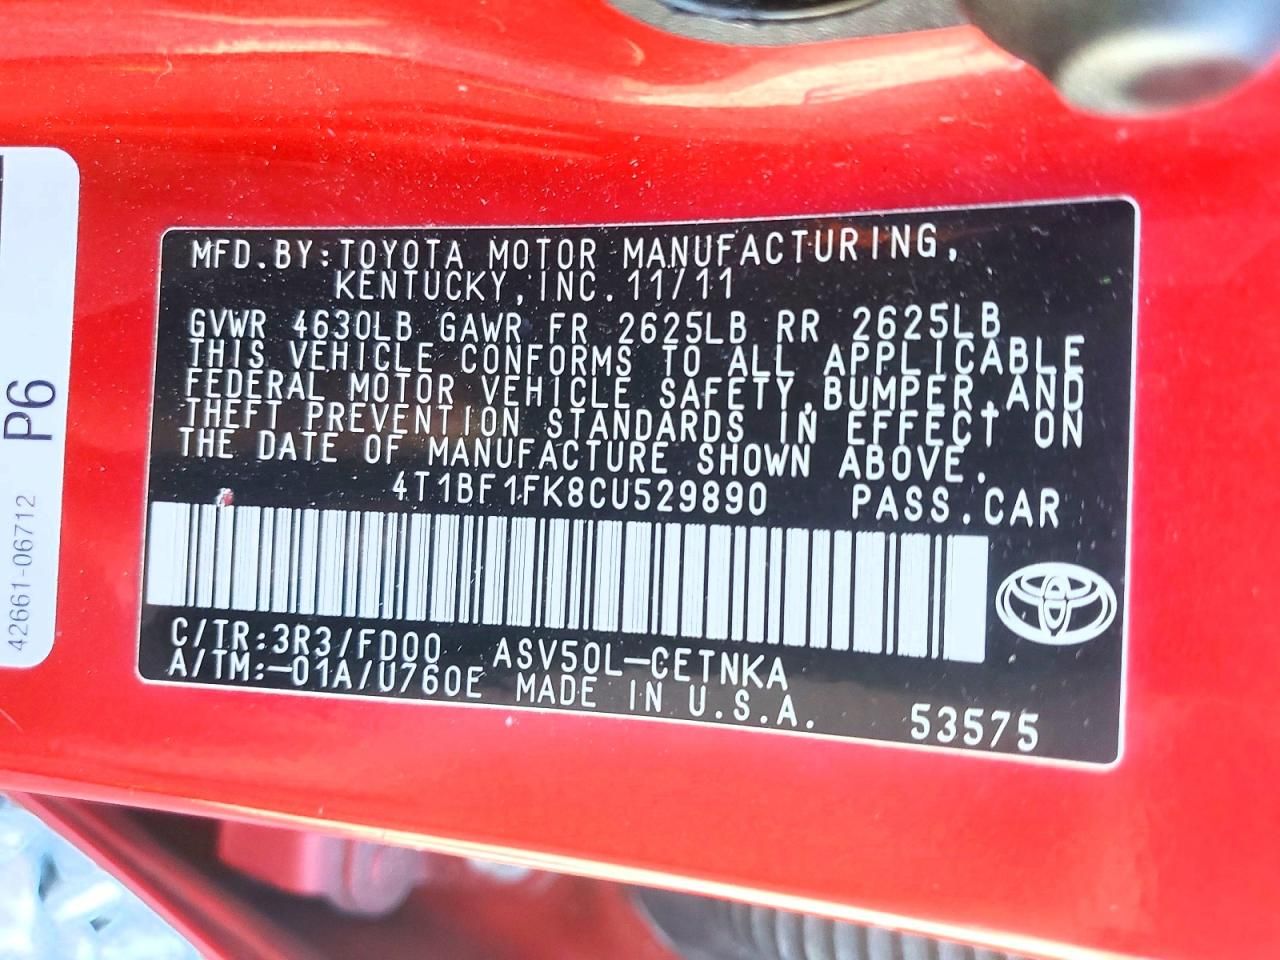 MFD.BY:TOYOTA MOTOR MANUFACTURING,
KENTUCKY,INC. 11/11
GVWR 4630LB GAWR FR 2625LB RR 2625LB
THIS VEHICLE CONFORMS TO ALL APPLICABLE
FEDERAL MOTOR VEHICLE SAFETY,BUMPER,AND
THEFT PREVENTION STANDARDS IN EFFECT ON
THE DATE OF MANUFACTURE SHOWN ABOVE.
4T1BF1FK8CU529890 PASS.CAR
C/TR:3R3/FD00 ASV50L-CETNKA
A/TM:-01A/U760E MADE IN U.S.A.
53575
P6
42661-06712